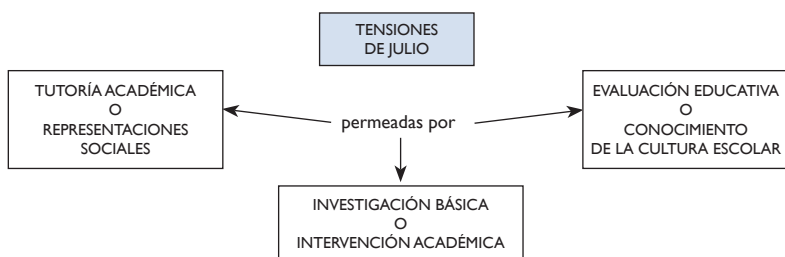 TENSIONES
DE JULIO
TUTORÍA ACADÉMICA
O
REPRESENTACIONES
SOCIALES
permeadas por
EVALUACIÓN EDUCATIVA
O
CONOCIMIENTO
DE LA CULTURA ESCOLAR
INVESTIGACIÓN BÁSICA
O
INTERVENCIÓN ACADÉMICA